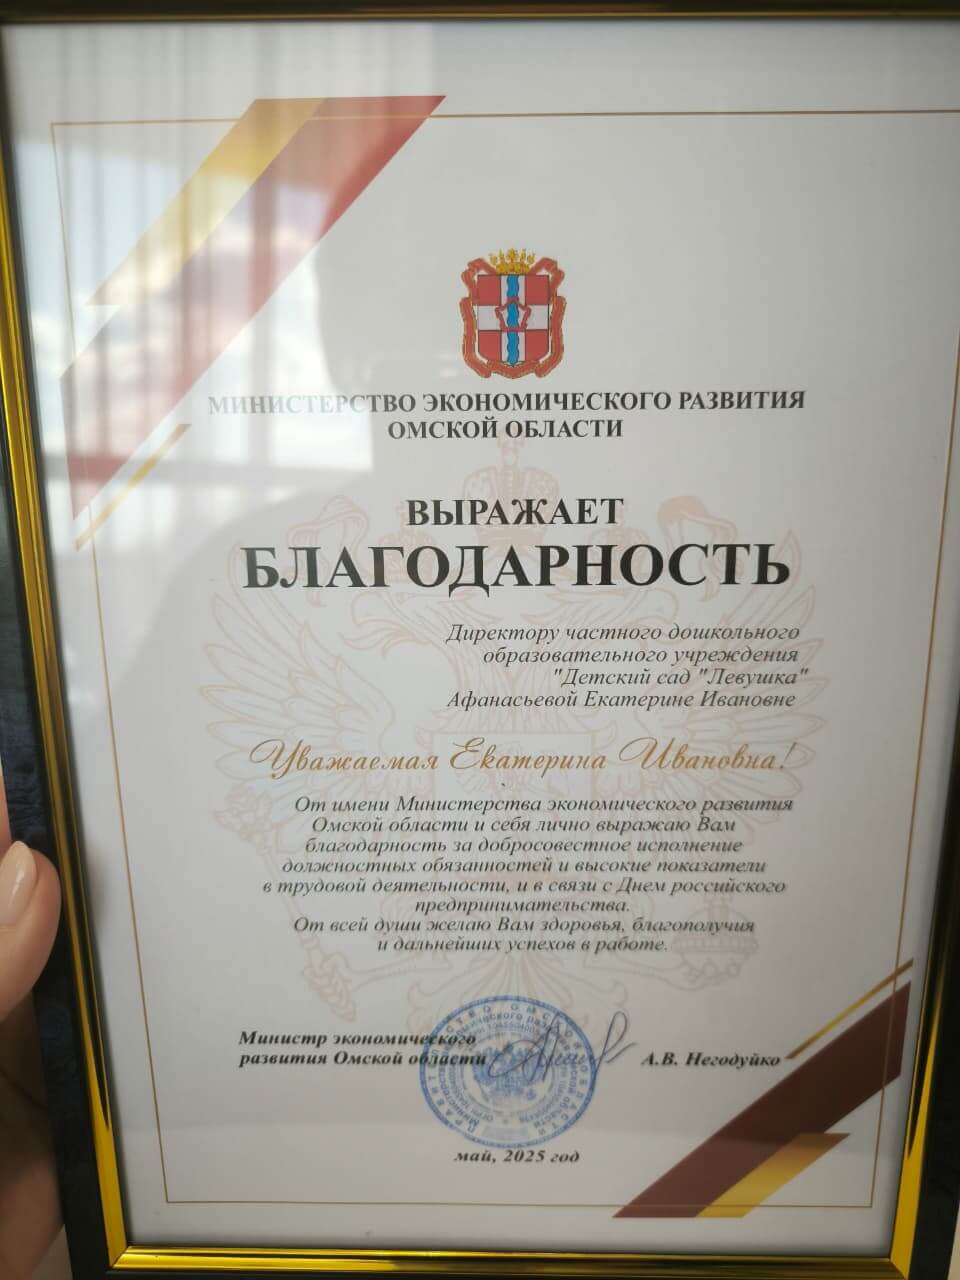 МИНИСТЕРСТВО ЭКОНОМИЧЕСКОГО РАЗВИТИЯ
ОМСКОЙ ОБЛАСТИ
ВЫРАЖАЕТ
БЛАГОДАРНОСТЬ
Директору частного дошкольного
образовательного учреждения
"Детский сад "Левушка"
Афанасьевой Екатерине Ивановне
Уважаемая Екатерина Ивановна!
От имени Министерства экономического развития
Омской области и себя лично выражаю Вам
благодарность за добросовестное исполнение
должностных обязанностей и высокие показатели
в трудовой деятельности, и в связи с Днем российского
предпринимательства.
От всей души желаю Вам здоровья, благополучия
и дальнейших успехов в работе.
Министр экономического
развития Омской области
А.В. Негодуйко
май, 2025 год